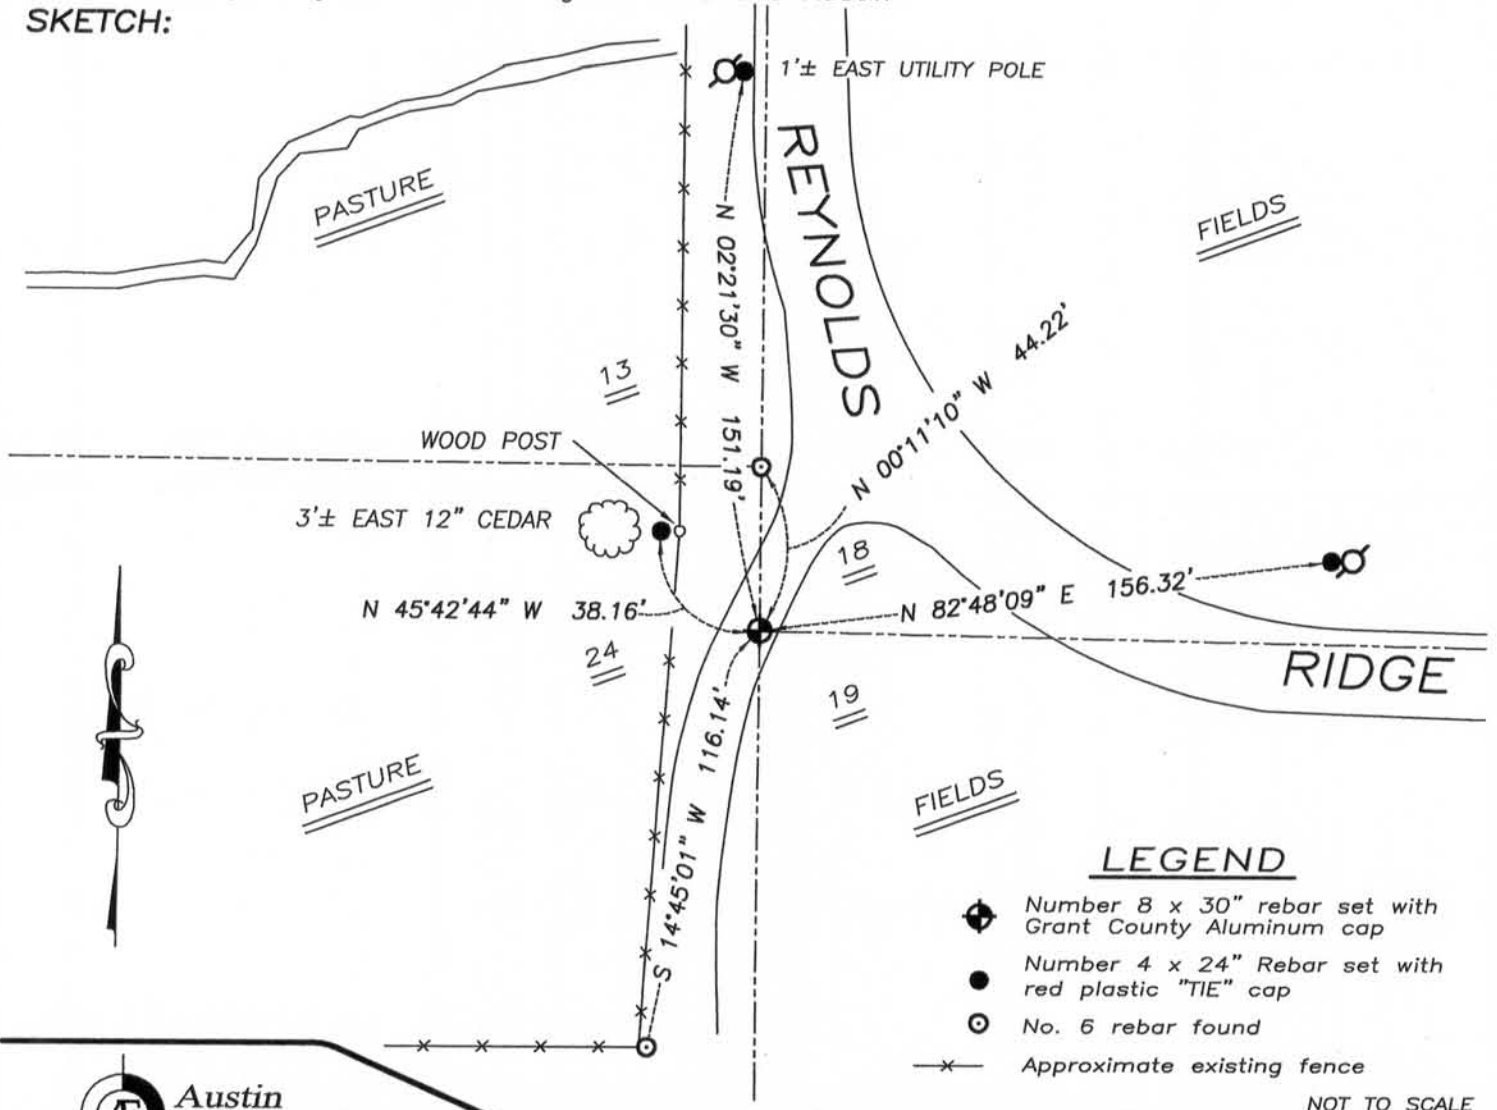 SKETCH:
1'± EAST UTILITY POLE
REYNOLDS
PASTURE
FIELDS
N 02°21'30" W 151.19'
N 00°11'10" W 44.22'
13
WOOD POST
3'± EAST 12" CEDAR
18
N 45°42'44" W 38.16'
N 82°48'09" E 156.32'
24
RIDGE
19
S 14°45'01" W 116.14'
PASTURE
FIELDS
LEGEND
Number 8 x 30" rebar set with
Grant County Aluminum cap
Number 4 x 24" Rebar set with
red plastic "TIE" cap
No. 6 rebar found
Approximate existing fence
NOT TO SCALE
Austin